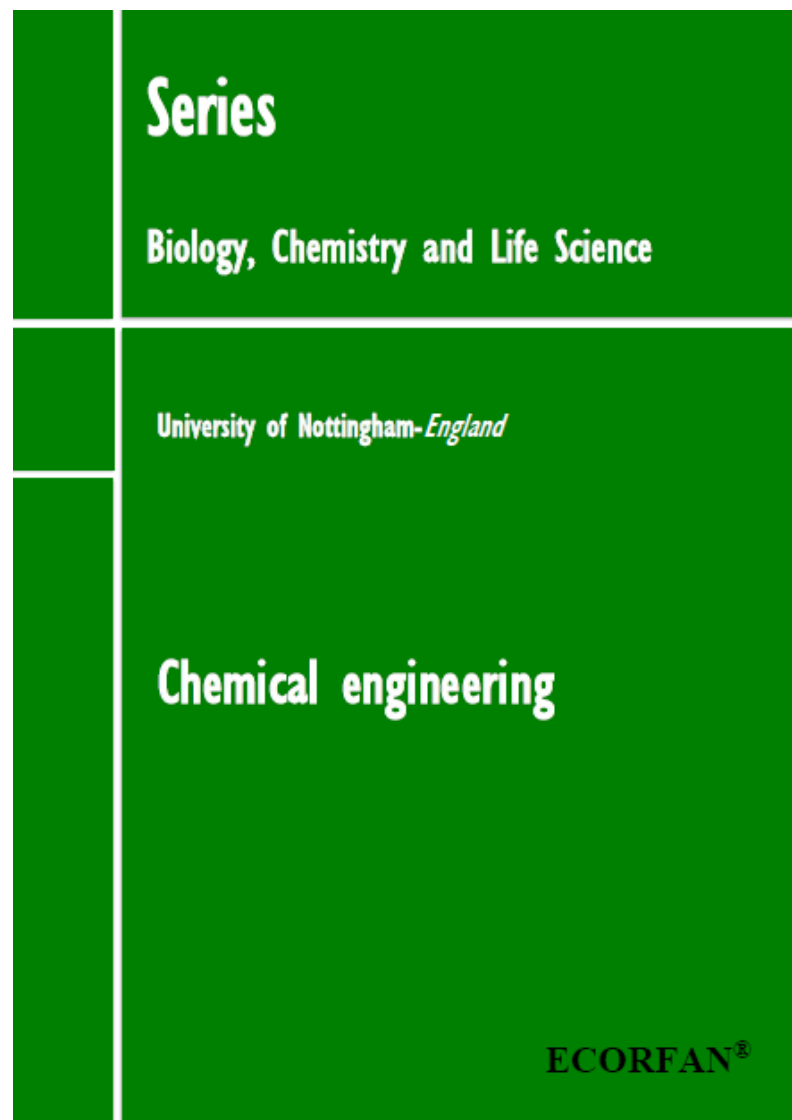 Series
Biology, Chemistry and Life Science
University of Nottingham-England
Chemical engineering
ECORFAN®